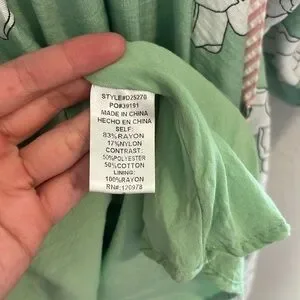 STYLE#D25270
PO#39191
MADE IN CHINA
HECHO EN CHINA
SELF:
83%RAYON
17%NYLON
CONTRAST:
50%POLYESTER
50%COTTON
LINING:
100%RAYON
RN#:120978